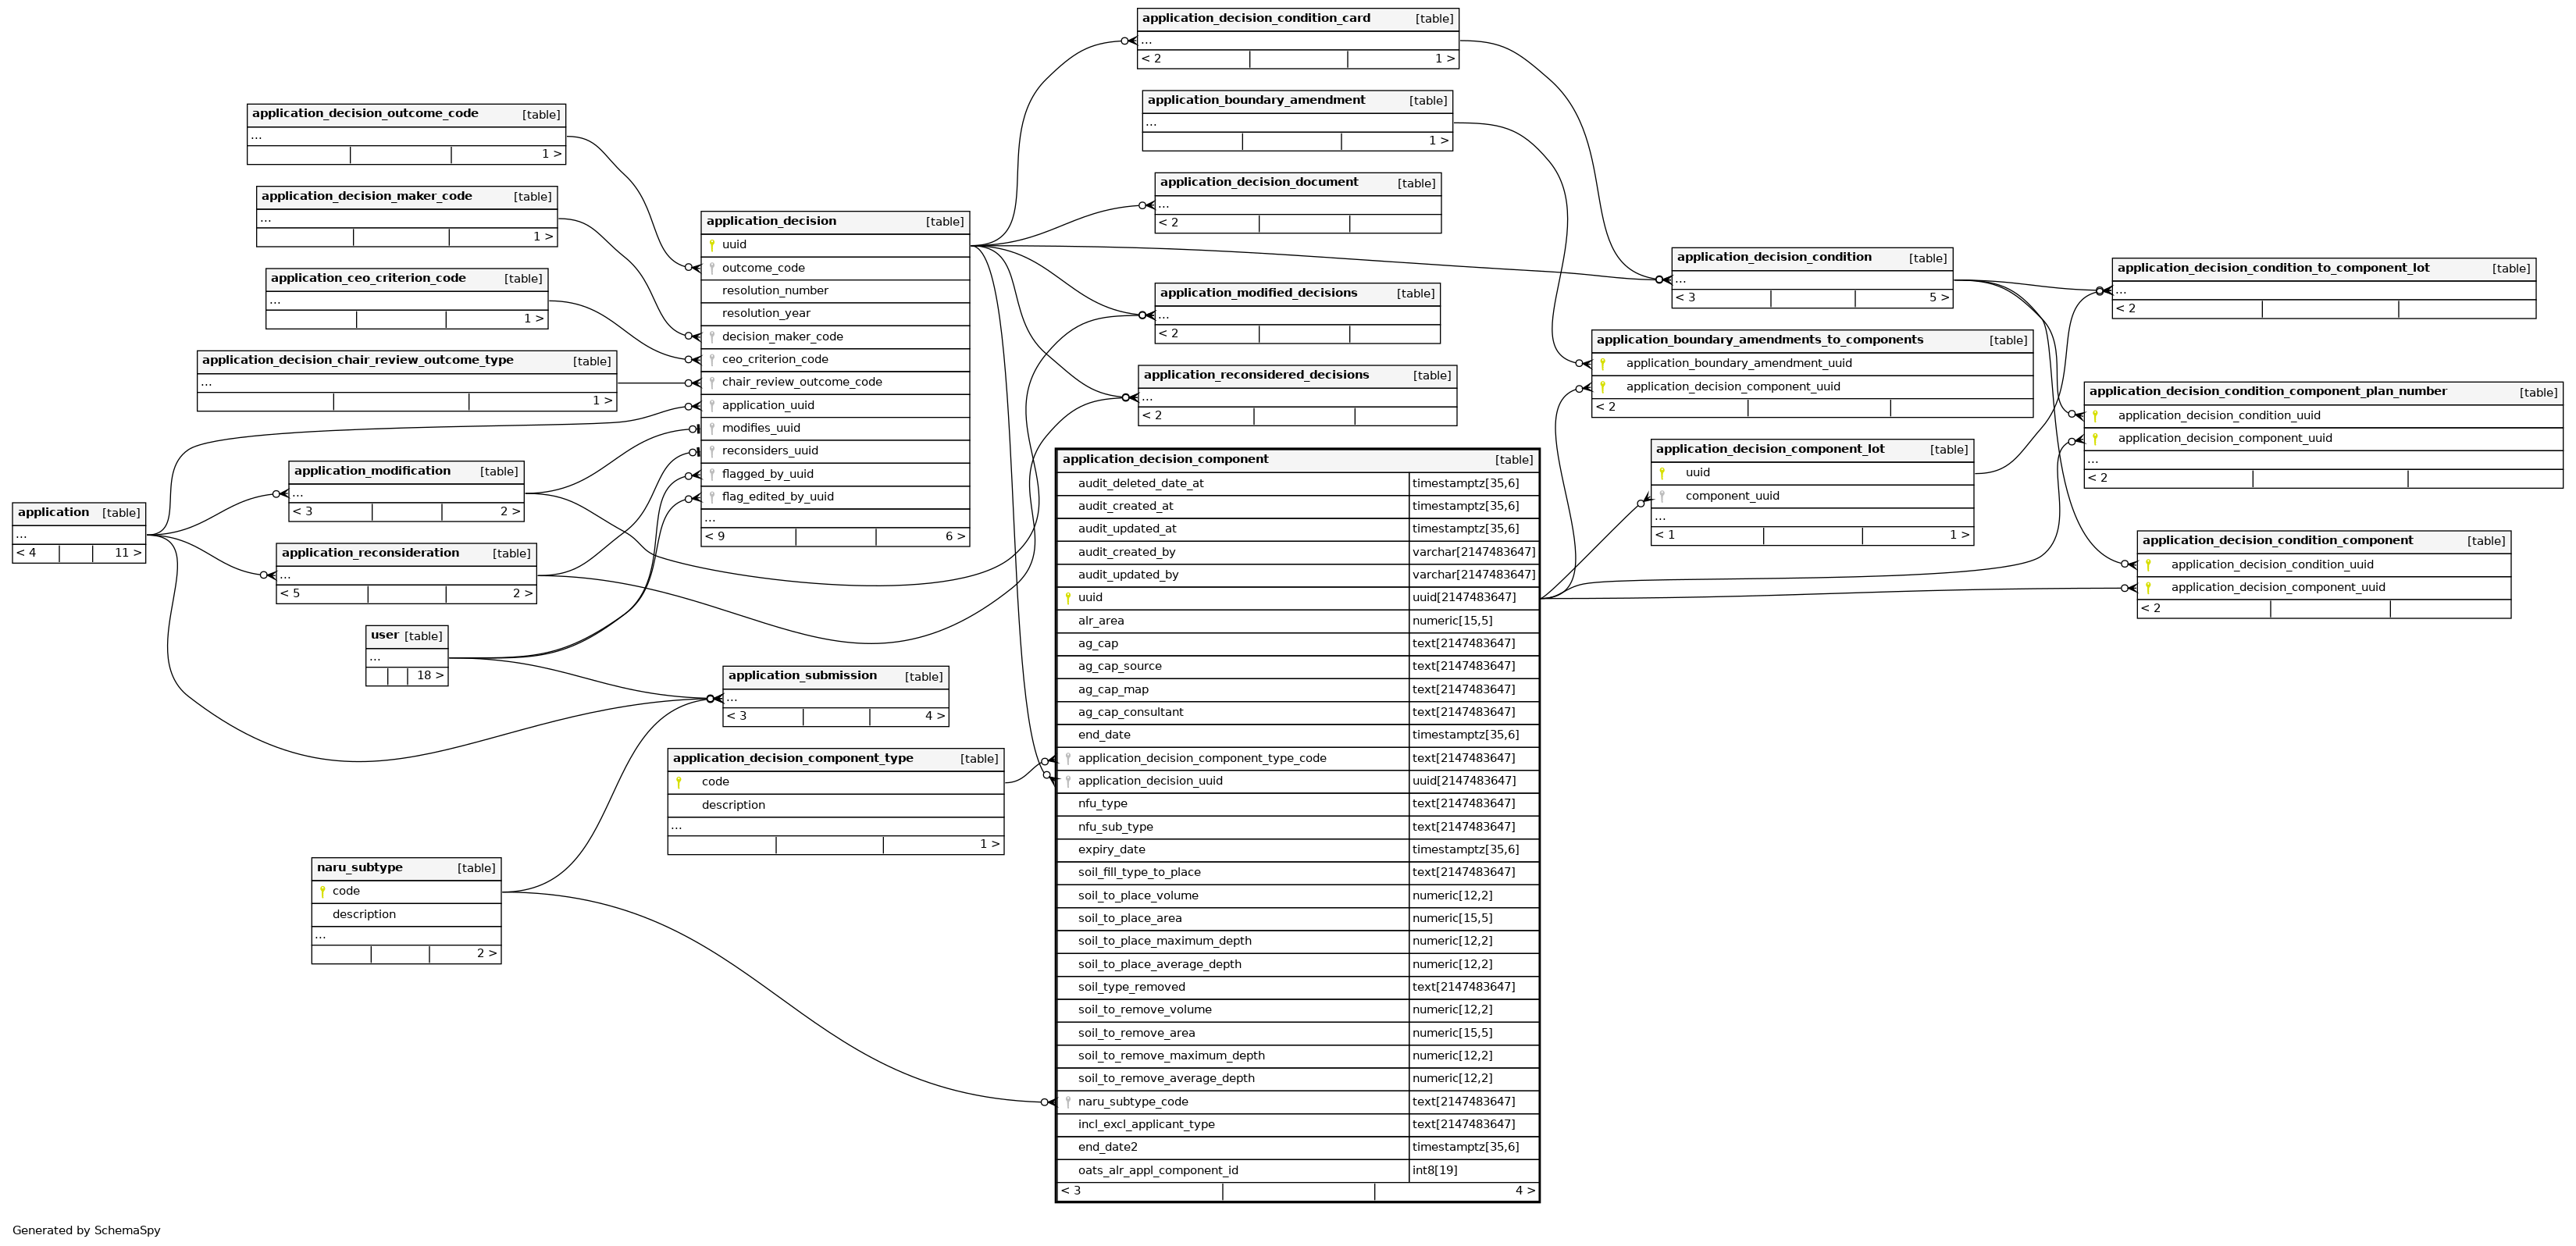 application_decision_condition_card [table]
...
< 2 1 >
application_boundary_amendment [table]
...
1 >
application_decision_outcome_code [table]
...
1 >
application_decision_maker_code [table]
...
1 >
application_ceo_criterion_code [table]
...
1 >
application_decision_chair_review_outcome_type [table]
...
1 >
application_modification [table]
...
< 3 2 >
application [table]
...
< 4 11 >
application_reconsideration [table]
...
< 5 2 >
user [table]
...
18 >
naru_subtype [table]
code
description
...
2 >
application_decision [table]
uuid
outcome_code
resolution_number
resolution_year
decision_maker_code
ceo_criterion_code
chair_review_outcome_code
application_uuid
modifies_uuid
reconsiders_uuid
flagged_by_uuid
flag_edited_by_uuid
...
< 9 6 >
application_submission [table]
...
< 3 4 >
application_decision_component_type [table]
code
description
...
1 >
application_decision_document [table]
...
< 2
application_modified_decisions [table]
...
< 2
application_reconsidered_decisions [table]
...
< 2
application_decision_component [table]
audit_deleted_date_at timestamptz[35,6]
audit_created_at timestamptz[35,6]
audit_updated_at timestamptz[35,6]
audit_created_by varchar[2147483647]
audit_updated_by varchar[2147483647]
uuid uuid[2147483647]
alr_area numeric[15,5]
ag_cap text[2147483647]
ag_cap_source text[2147483647]
ag_cap_map text[2147483647]
ag_cap_consultant text[2147483647]
end_date timestamptz[35,6]
application_decision_component_type_code text[2147483647]
application_decision_uuid uuid[2147483647]
nfu_type text[2147483647]
nfu_sub_type text[2147483647]
expiry_date timestamptz[35,6]
soil_fill_type_to_place text[2147483647]
soil_to_place_volume numeric[12,2]
soil_to_place_area numeric[15,5]
soil_to_place_maximum_depth numeric[12,2]
soil_to_place_average_depth numeric[12,2]
soil_type_removed text[2147483647]
soil_to_remove_volume numeric[12,2]
soil_to_remove_area numeric[15,5]
soil_to_remove_maximum_depth numeric[12,2]
soil_to_remove_average_depth numeric[12,2]
naru_subtype_code text[2147483647]
incl_excl_applicant_type text[2147483647]
end_date2 timestamptz[35,6]
oats_alr_appl_component_id int8[19]
< 3 4 >
application_decision_condition [table]
...
< 3 5 >
application_boundary_amendments_to_components [table]
application_boundary_amendment_uuid
application_decision_component_uuid
< 2
application_decision_component_lot [table]
uuid
component_uuid
...
< 1 1 >
application_decision_condition_to_component_lot [table]
...
< 2
application_decision_condition_component_plan_number [table]
application_decision_condition_uuid
application_decision_component_uuid
...
< 2
application_decision_condition_component [table]
application_decision_condition_uuid
application_decision_component_uuid
< 2
Generated by SchemaSpy